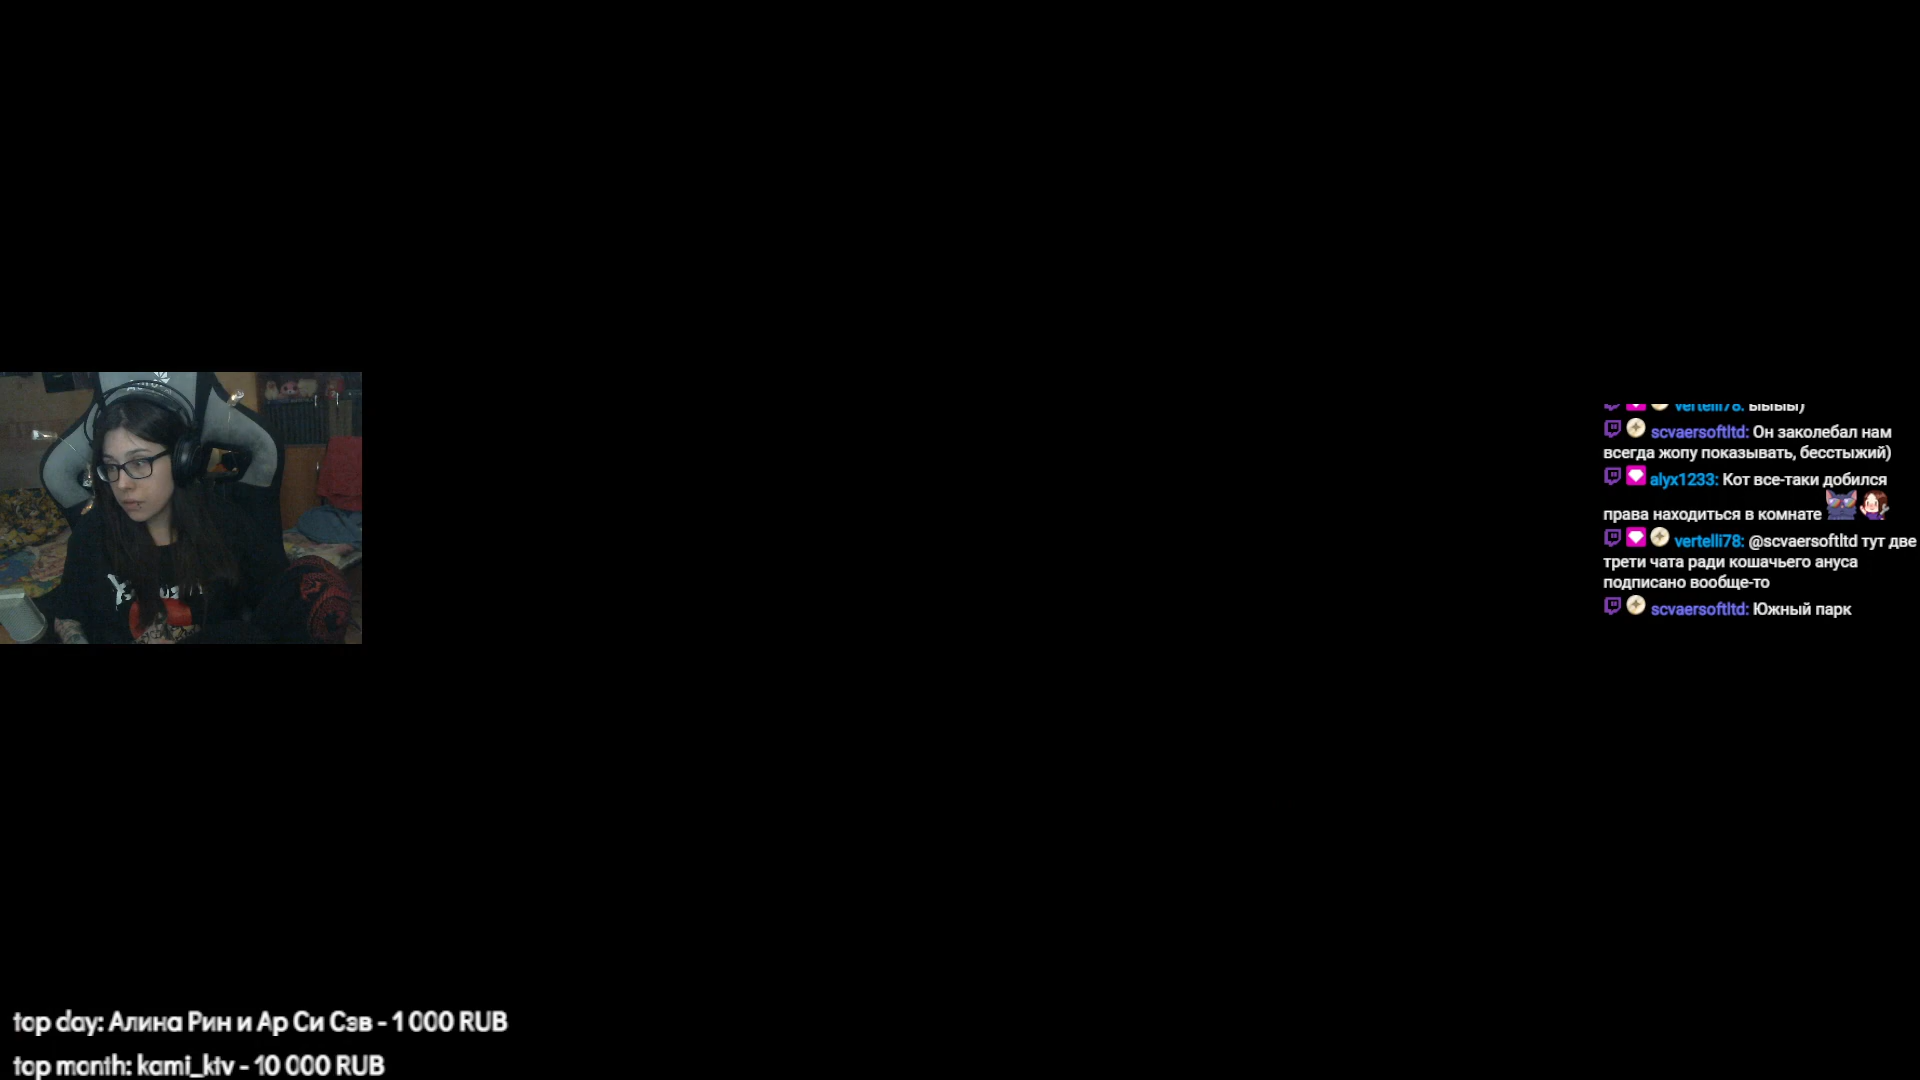 vertelli78: ыыыы)
scvaersoftltd: Он заколебал нам
всегда жопу показывать, бесстыжий)
alyx1233: Кот все-таки добился
права находиться в комнате
vertelli78: @scvaersoftltd тут две
трети чата ради кошачьего ануса
подписано вообще-то
scvaersoftltd: Южный парк
top day: Алина Рин и Ар Си Сэв - 1 000 RUB
top month: kami_ktv - 10 000 RUB